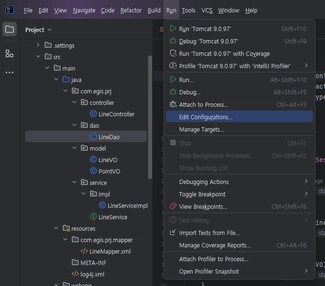 File Edit View Navigate Code Refactor Build Run Tools VCS Window Help
Project
.settings
src
main
java
com.egis.prj
controller
LineController
dao
LineDao
model
LineVO
PointVO
service
impl
LineServiceImpl
LineService
resources
com.egis.prj.mapper
LineMapper.xml
META-INF
log4j.xml
webapp
Run 'Tomcat 9.0.97' Shift+F10
Debug 'Tomcat 9.0.97' Shift+F9
Run 'Tomcat 9.0.97' with Coverage
Profile 'Tomcat 9.0.97' with 'IntelliJ Profiler'
Run... Alt+Shift+F10
Debug... Alt+Shift+F9
Attach to Process... Ctrl+Alt+F5
Edit Configurations...
Manage Targets...
Stop Ctrl+F2
Stop Background Processes... Ctrl+Shift+F2
Show Running List
Debugging Actions
Toggle Breakpoint
View Breakpoints... Ctrl+Shift+F8
Test History
Import Tests from File...
Manage Coverage Reports... Ctrl+Alt+F6
Attach Profiler to Process...
Open Profiler Snapshot